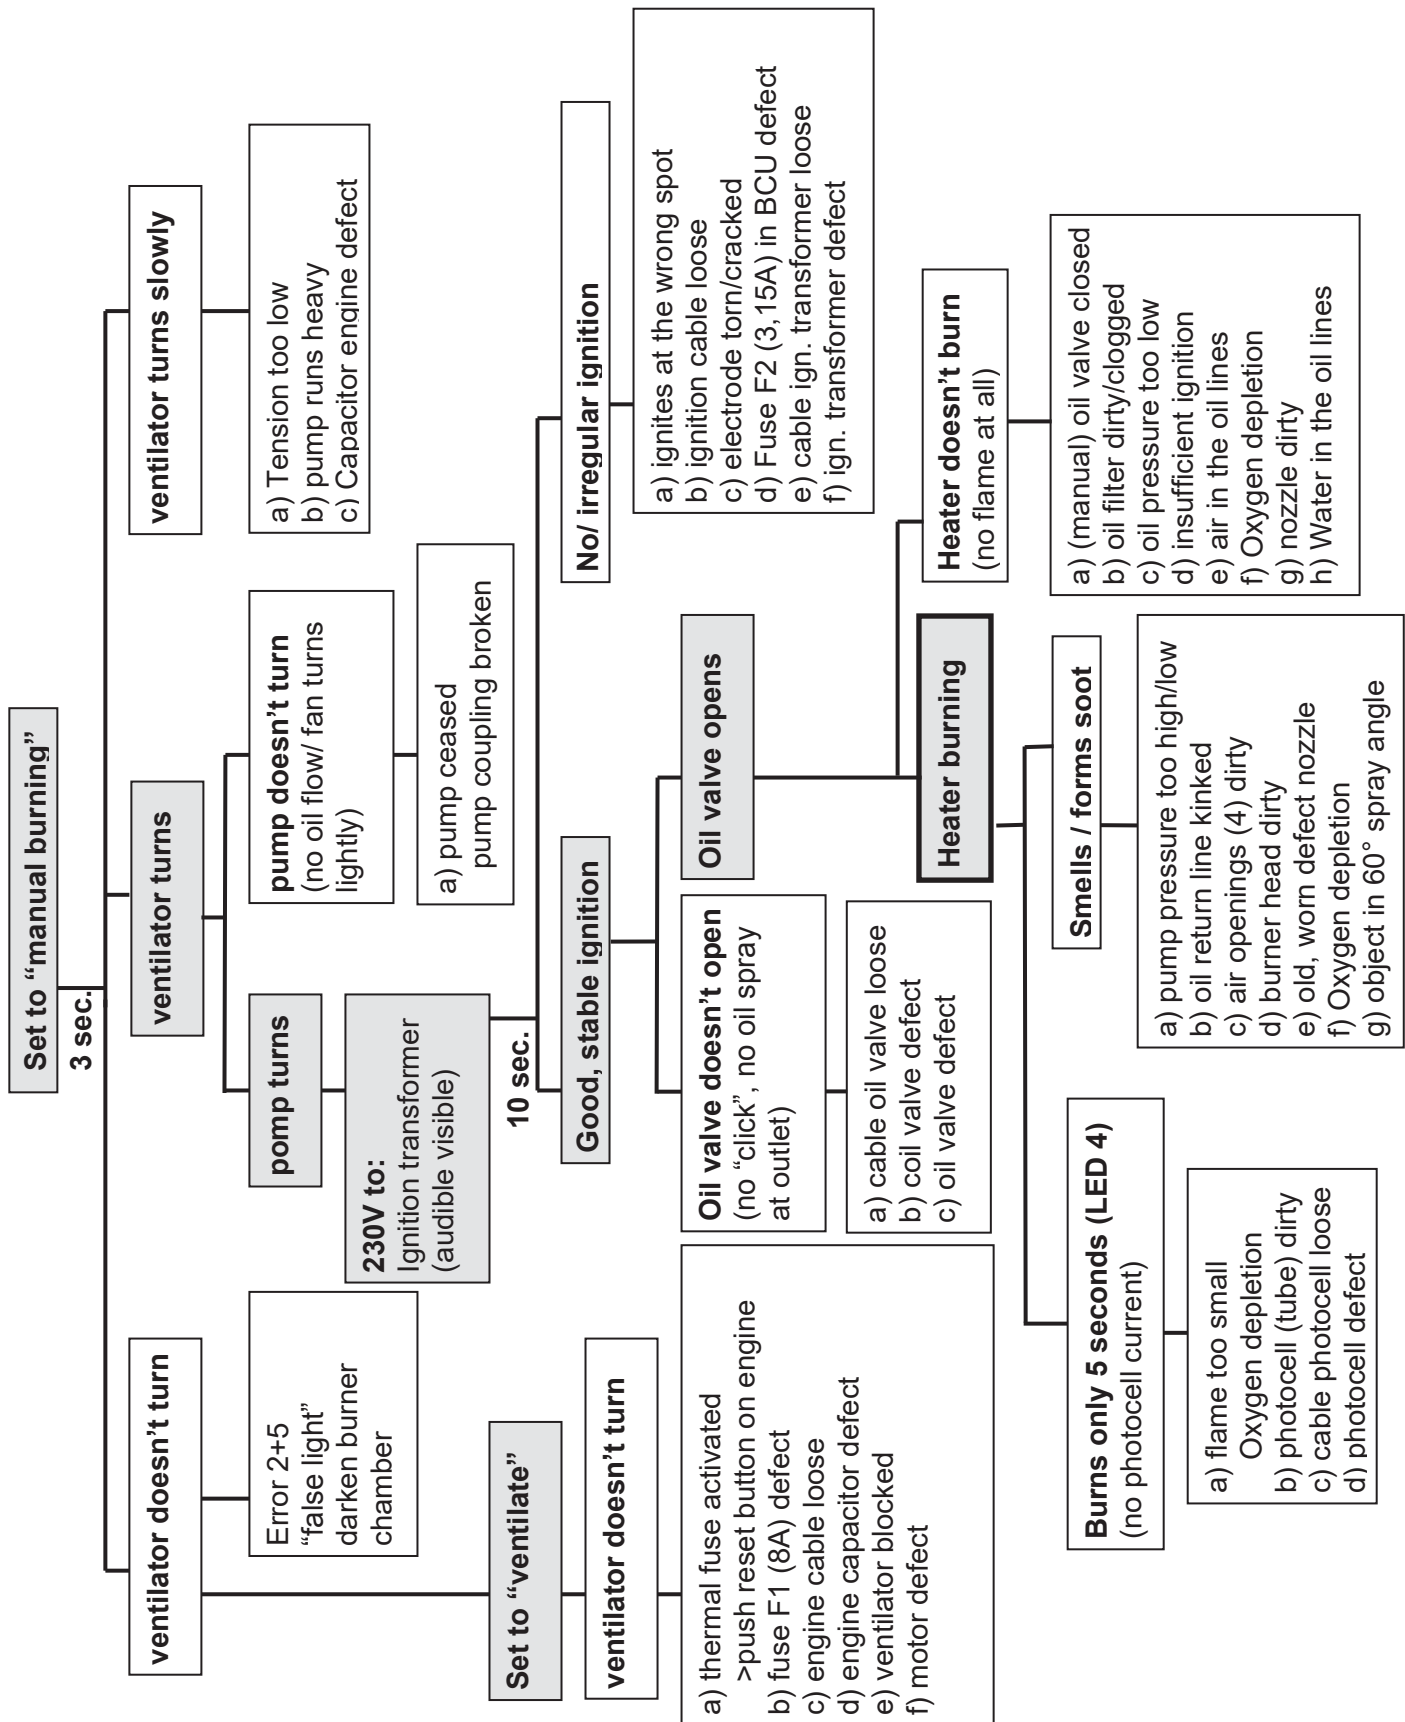 Set to “manual burning”
3 sec.
ventilator doesn’t turn
ventilator turns
ventilator turns slowly
Error 2+5
“false light”
darken burner
chamber
pomp turns
pump doesn’t turn
(no oil flow/ fan turns
lightly)
a) Tension too low
b) pump runs heavy
c) Capacitor engine defect
230V to:
Ignition transformer
(audible visible)
a) pump ceased
pump coupling broken
10 sec.
Set to “ventilate”
Good, stable ignition
No/ irregular ignition
ventilator doesn’t turn
a) ignites at the wrong spot
b) ignition cable loose
c) electrode torn/cracked
d) Fuse F2 (3,15A) in BCU defect
e) cable ign. transformer loose
f) ign. transformer defect
a) thermal fuse activated
>push reset button on engine
b) fuse F1 (8A) defect
c) engine cable loose
d) engine capacitor defect
e) ventilator blocked
f) motor defect
Oil valve doesn’t open
(no “click”, no oil spray
at outlet)
Oil valve opens
a) cable oil valve loose
b) coil valve defect
c) oil valve defect
Heater burning
Heater doesn’t burn
(no flame at all)
Burns only 5 seconds (LED 4)
(no photocell current)
Smells / forms soot
a) (manual) oil valve closed
b) oil filter dirty/clogged
c) oil pressure too low
d) insufficient ignition
e) air in the oil lines
f) Oxygen depletion
g) nozzle dirty
h) Water in the oil lines
a) flame too small
Oxygen depletion
b) photocell (tube) dirty
c) cable photocell loose
d) photocell defect
a) pump pressure too high/low
b) oil return line kinked
c) air openings (4) dirty
d) burner head dirty
e) old, worn defect nozzle
f) Oxygen depletion
g) object in 60° spray angle